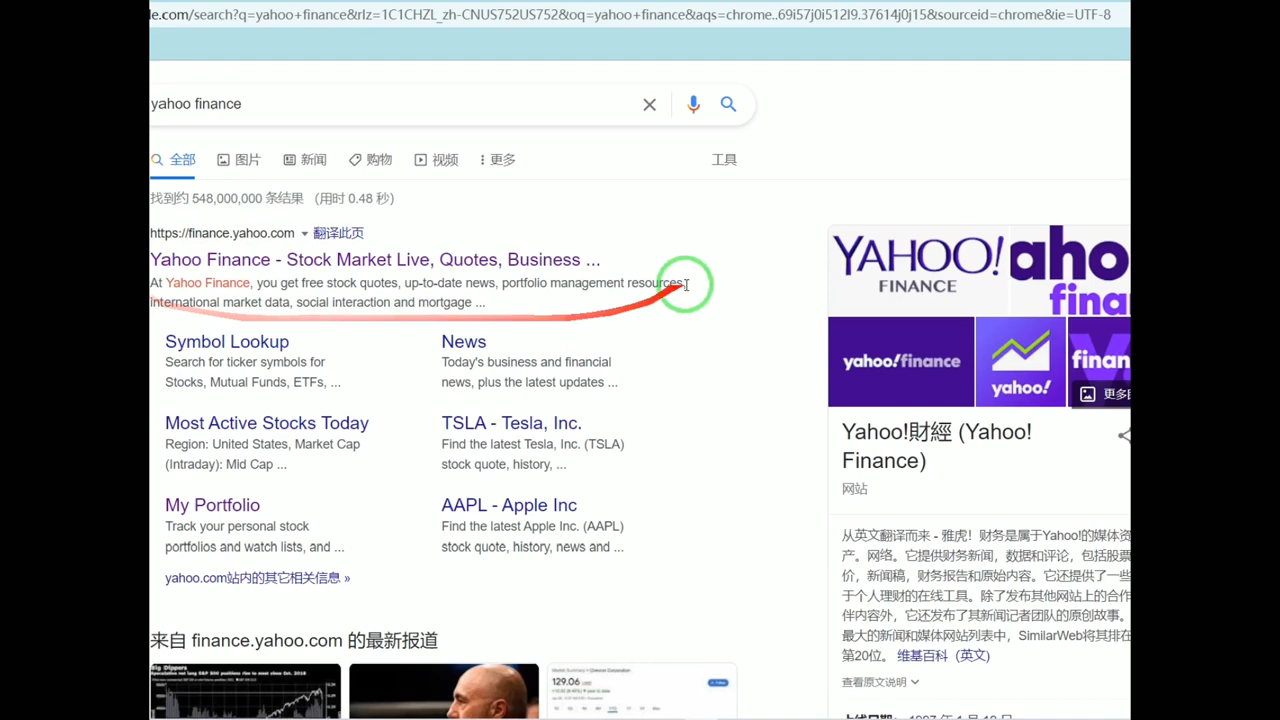 le.com/search?q=yahoo+finance&rlz=1C1CHZL_zh-CNUS752US752&oq=yahoo+finance&aqs=chrome..69i57j0i512l9.37614j0j15&sourceid=chrome&ie=UTF-8
yahoo finance
全部 图片 新闻 购物 视频 更多 工具
找到约 548,000,000 条结果 （用时 0.48 秒）
https://finance.yahoo.com 翻译此页
Yahoo Finance - Stock Market Live, Quotes, Business ...
At Yahoo Finance, you get free stock quotes, up-to-date news, portfolio management resources,
international market data, social interaction and mortgage ...
Symbol Lookup
Search for ticker symbols for
Stocks, Mutual Funds, ETFs, ...
News
Today's business and financial
news, plus the latest updates ...
Most Active Stocks Today
Region: United States, Market Cap
(Intraday): Mid Cap ...
TSLA - Tesla, Inc.
Find the latest Tesla, Inc. (TSLA)
stock quote, history, ...
My Portfolio
Track your personal stock
portfolios and watch lists, and ...
AAPL - Apple Inc
Find the latest Apple Inc. (AAPL)
stock quote, history, news and ...
yahoo.com站内的其它相关信息 »
来自 finance.yahoo.com 的最新报道
Big Dippers
129.06
YAHOO!
FINANCE
aho
fina
yahoo!finance
yahoo!
finan
更多
Yahoo!財經 (Yahoo!
Finance)
网站
从英文翻译而来 - 雅虎！财务是属于Yahoo!的媒体资
产。网络。它提供财务新闻，数据和评论，包括股票
价，新闻稿，财务报告和原始内容。它还提供了一些
于个人理财的在线工具。除了发布其他网站上的合作
伴内容外，它还发布了其新闻记者团队的原创故事。
最大的新闻和媒体网站列表中，SimilarWeb将其排在
第20位。 维基百科（英文）
查看原文说明